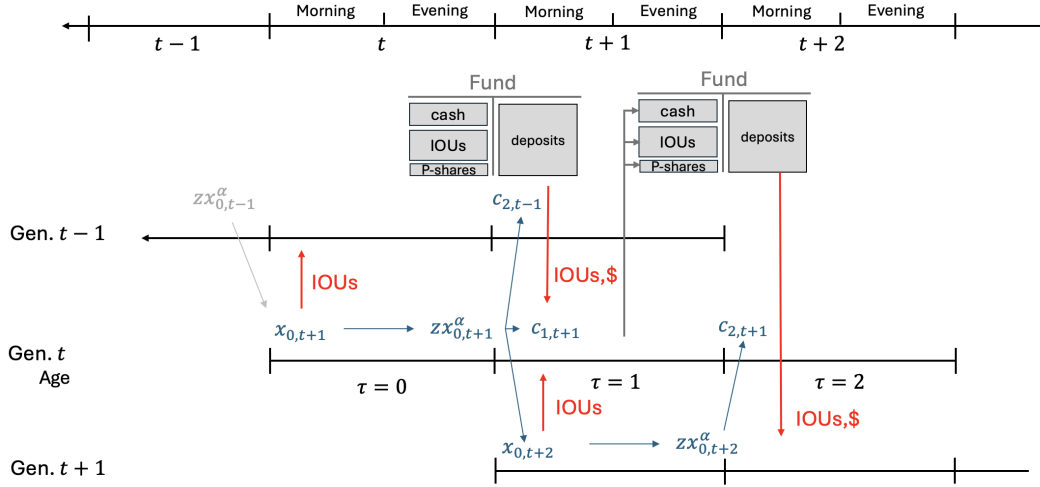 Morning Evening Morning Evening Morning Evening
t − 1 t t + 1 t + 2
Fund Fund
cash deposits cash deposits
IOUs IOUs
P-shares P-shares
zx^α_{0,t−1} c_{2,t−1}
Gen. t − 1
IOUs IOUs,$
x_{0,t+1} zx^α_{0,t+1} c_{1,t+1} c_{2,t+1}
Gen. t
Age τ = 0 τ = 1 τ = 2
IOUs IOUs,$
x_{0,t+2} zx^α_{0,t+2}
Gen. t + 1